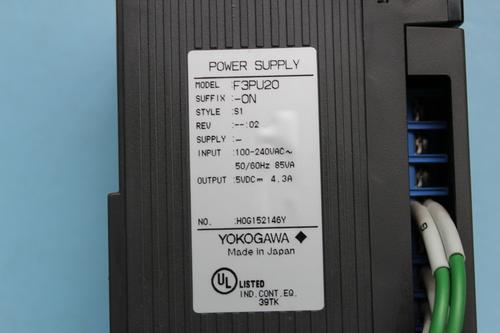 POWER SUPPLY
MODEL :F3PU20
SUFFIX :-0N
STYLE :S1
REV :--:02
SUPPLY :-
INPUT :100-240VAC~
50/60Hz 85VA
OUTPUT :5VDC⎓ 4.3A
NO. :H0G152146Y
YOKOGAWA ◆
Made in Japan
UL LISTED
IND. CONT. EQ.
39TK